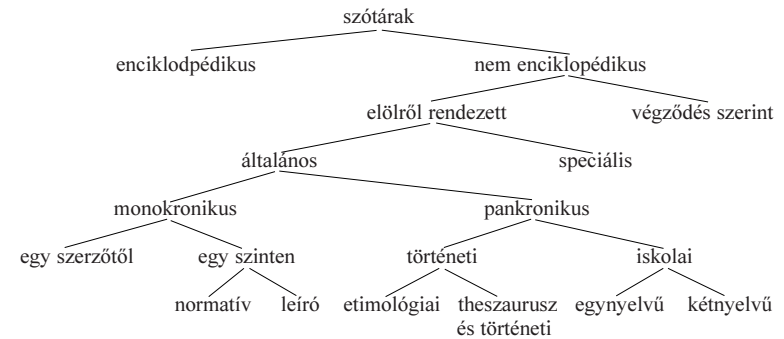 szótárak
enciklodpédikus nem enciklopédikus
elölről rendezett végződés szerint
általános speciális
monokronikus pankronikus
egy szerzőtől egy szinten történeti iskolai
normatív leíró etimológiai theszaurusz egynyelvű kétnyelvű
és történeti